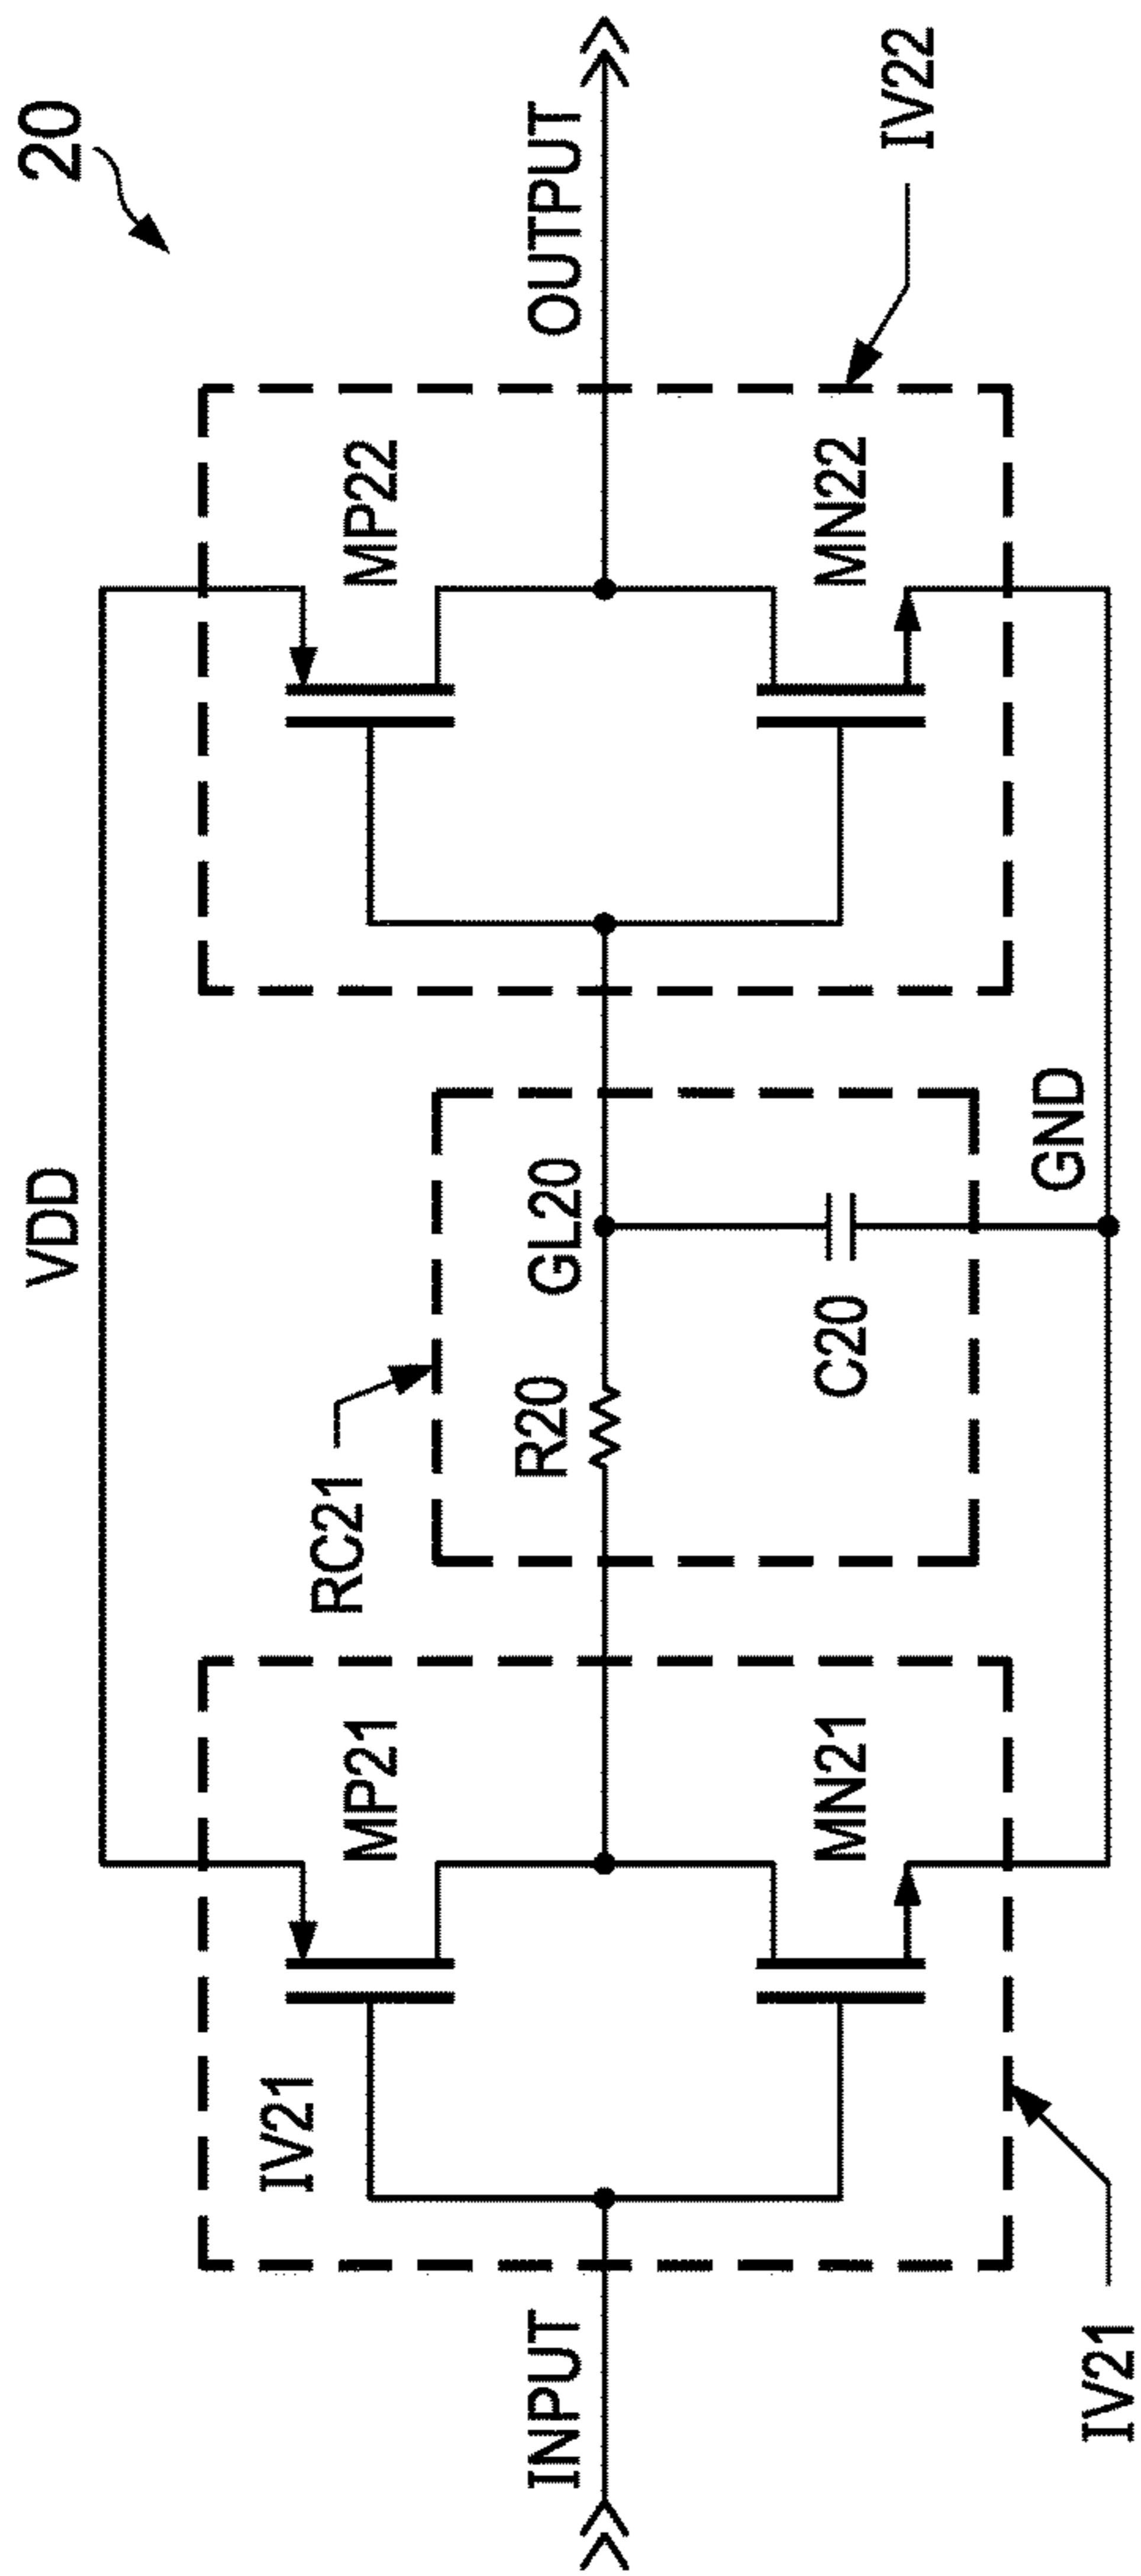 20
VDD
IV21
MP21
MP22
RC21
INPUT
R20
GL20
OUTPUT
MN21
C20
MN22
GND
IV21
IV22